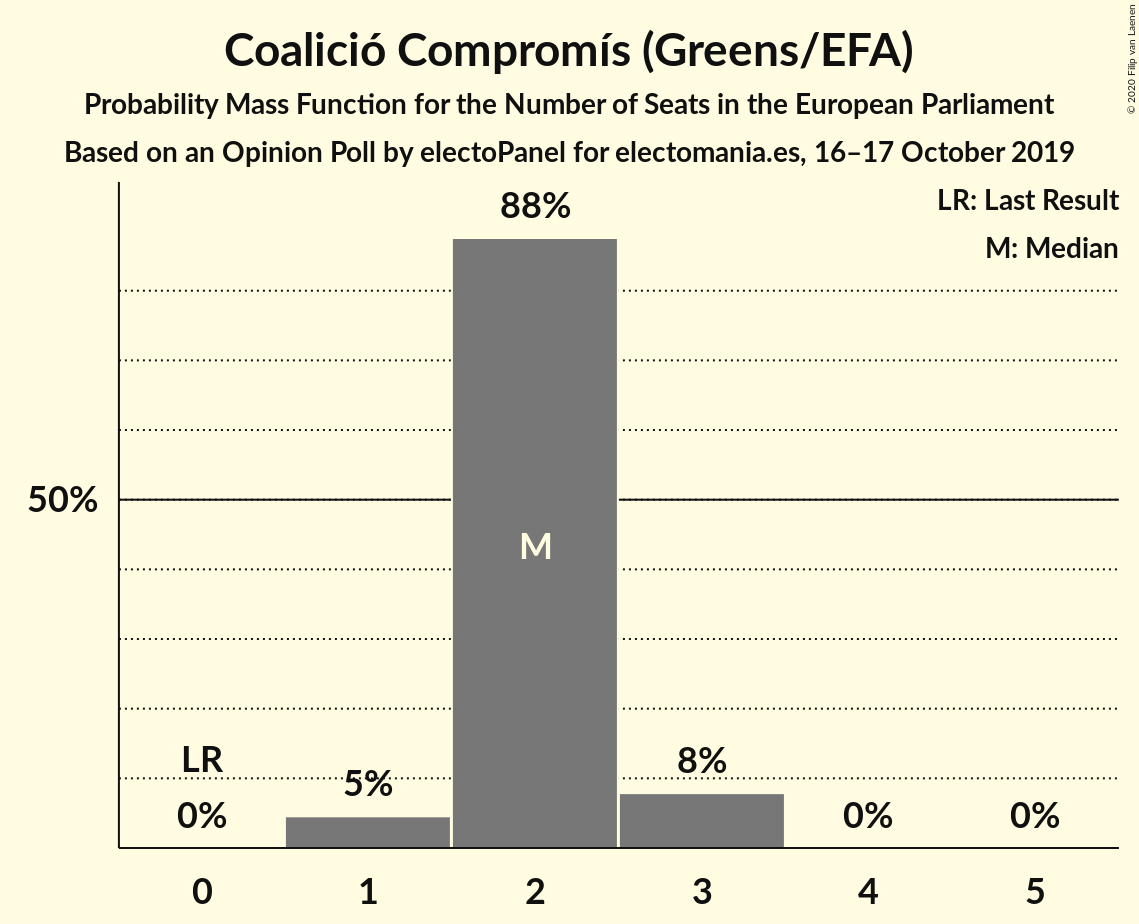 Coalició Compromís (Greens/EFA)
Probability Mass Function for the Number of Seats in the European Parliament
Based on an Opinion Poll by electoPanel for electomania.es, 16–17 October 2019
© 2020 Filip van Laenen
LR: Last Result
M: Median
88%
50%
M
LR
0%
5%
8%
0%
0%
0 1 2 3 4 5